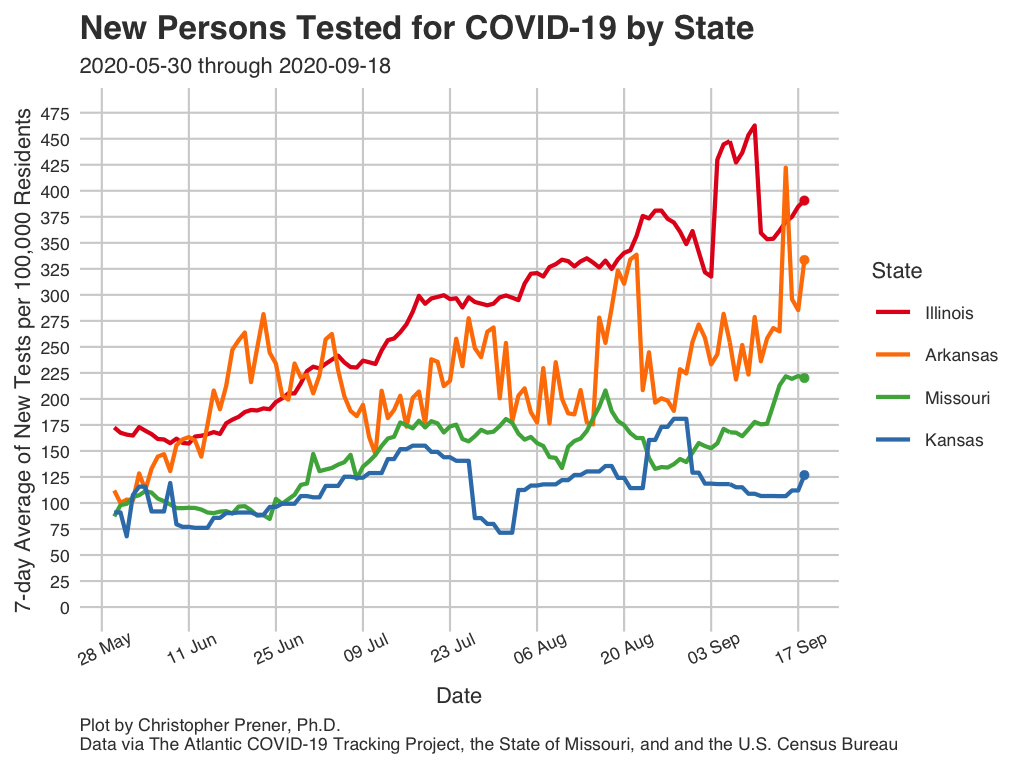 New Persons Tested for COVID-19 by State
2020-05-30 through 2020-09-18
7-day Average of New Tests per 100,000 Residents
475
450
425
400
375
350
325
300
275
250
225
200
175
150
125
100
75
50
25
0
28 May
11 Jun
25 Jun
09 Jul
23 Jul
06 Aug
20 Aug
03 Sep
17 Sep
Date
State
Illinois
Arkansas
Missouri
Kansas
Plot by Christopher Prener, Ph.D.
Data via The Atlantic COVID-19 Tracking Project, the State of Missouri, and and the U.S. Census Bureau